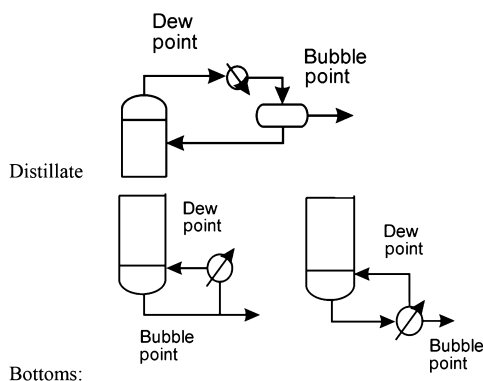 Dew
point
Bubble
point
Distillate
Dew
point
Bubble
point
Dew
point
Bubble
point
Bottoms: